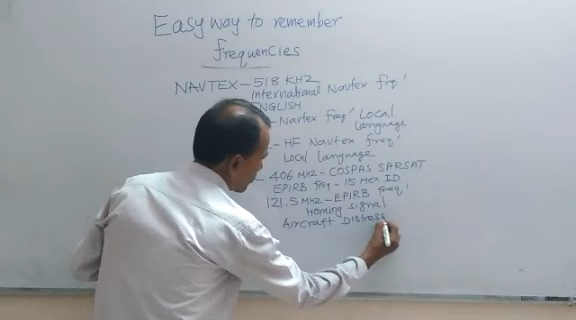 Easy way to remember
frequencies
NAVTEX - 518 KHZ
International Navtex frq'
ENGLISH
- Navtex freq' Local
language
- HF Navtex freq'
Local language
- 406 MHZ - COSPAS SARSAT
EPIRB freq - 15 Hex ID
121.5 MHZ - EPIRB freq'
Homing signal
Aircraft Distress